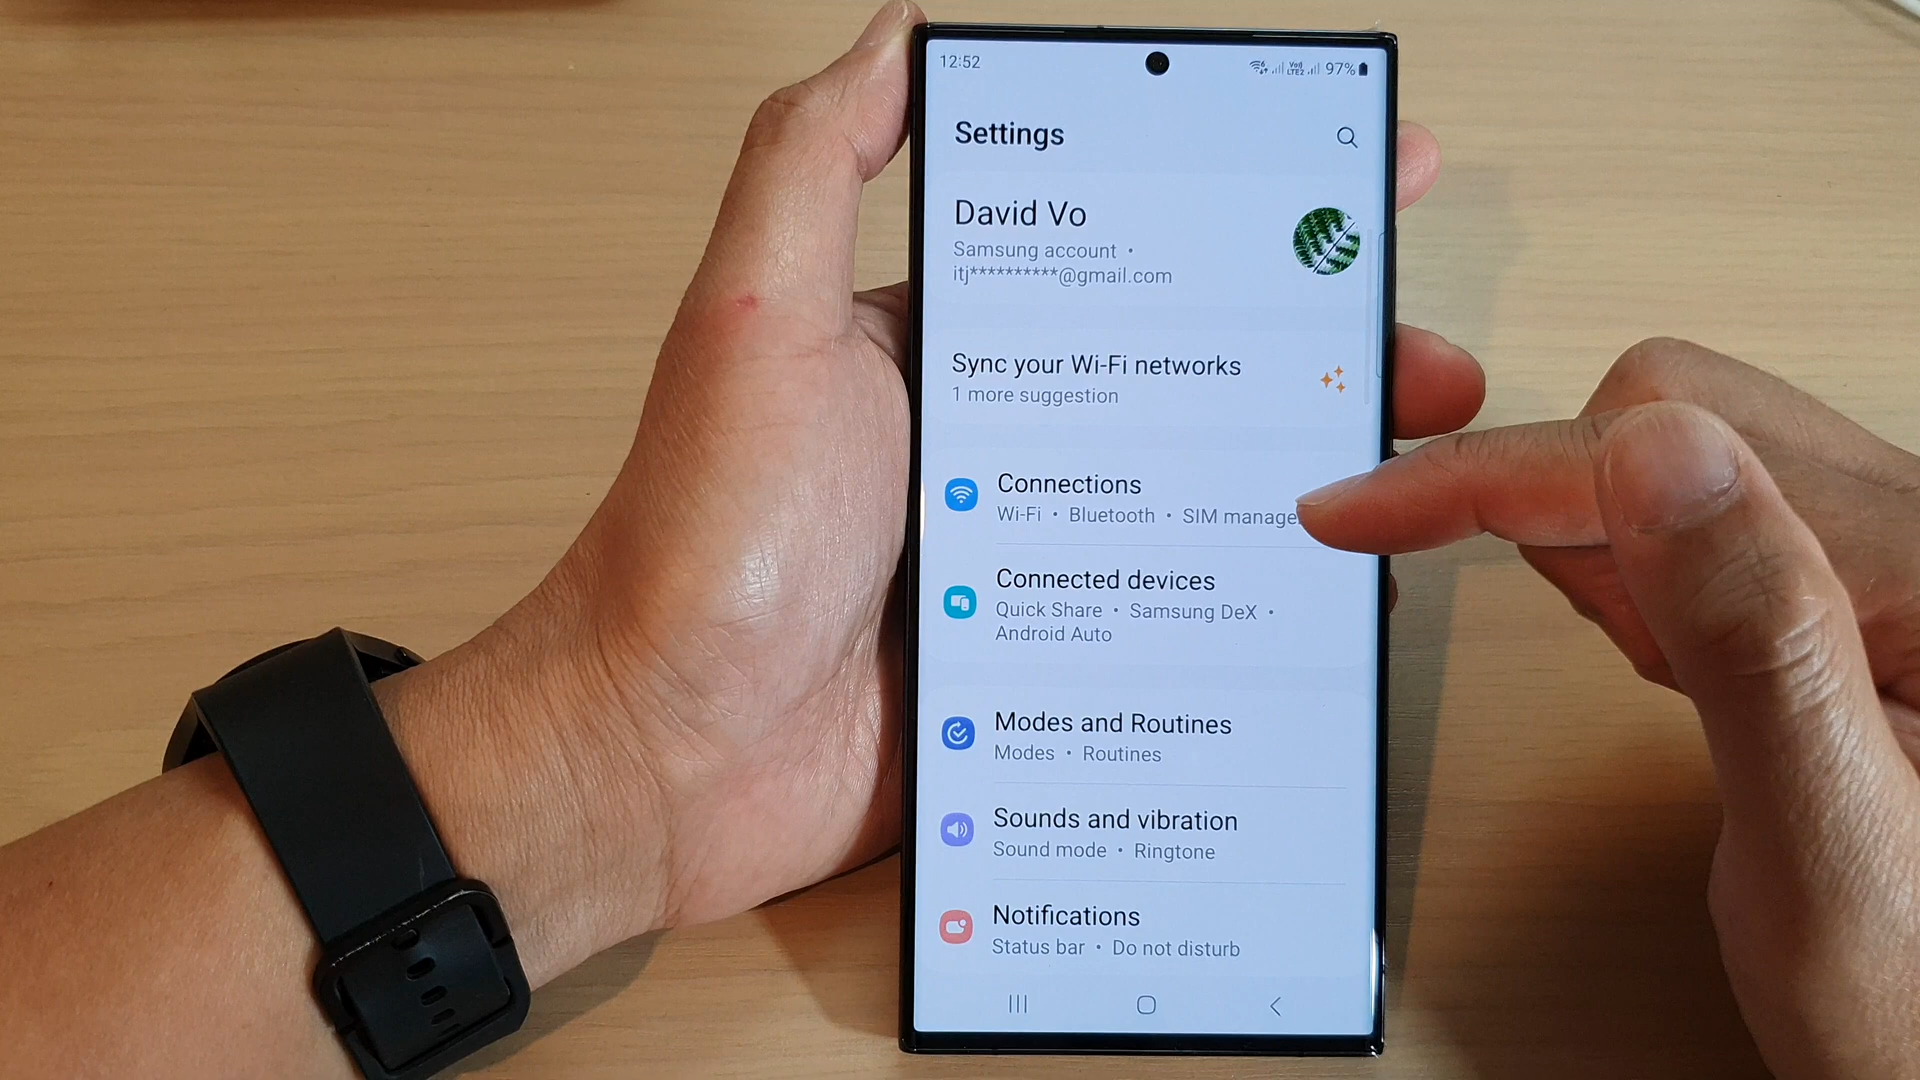 12:52
Vo)) LTE2 97%
Settings
David Vo
Samsung account •
itj**********@gmail.com
Sync your Wi-Fi networks
1 more suggestion
Connections
Wi-Fi • Bluetooth • SIM manage
Connected devices
Quick Share • Samsung DeX •
Android Auto
Modes and Routines
Modes • Routines
Sounds and vibration
Sound mode • Ringtone
Notifications
Status bar • Do not disturb